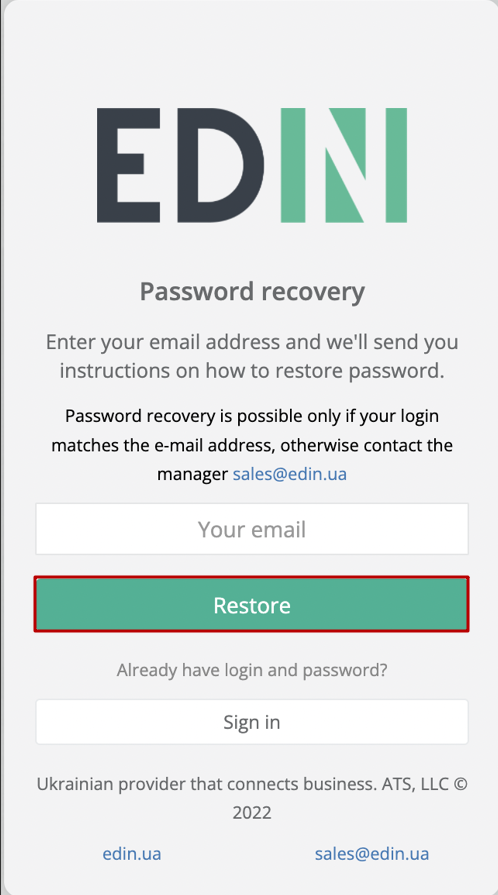 EDIN
Password recovery
Enter your email address and we'll send you
instructions on how to restore password.
Password recovery is possible only if your login
matches the e-mail address, otherwise contact the
manager sales@edin.ua
Your email
Restore
Already have login and password?
Sign in
Ukrainian provider that connects business. ATS, LLC ©
2022
edin.ua sales@edin.ua